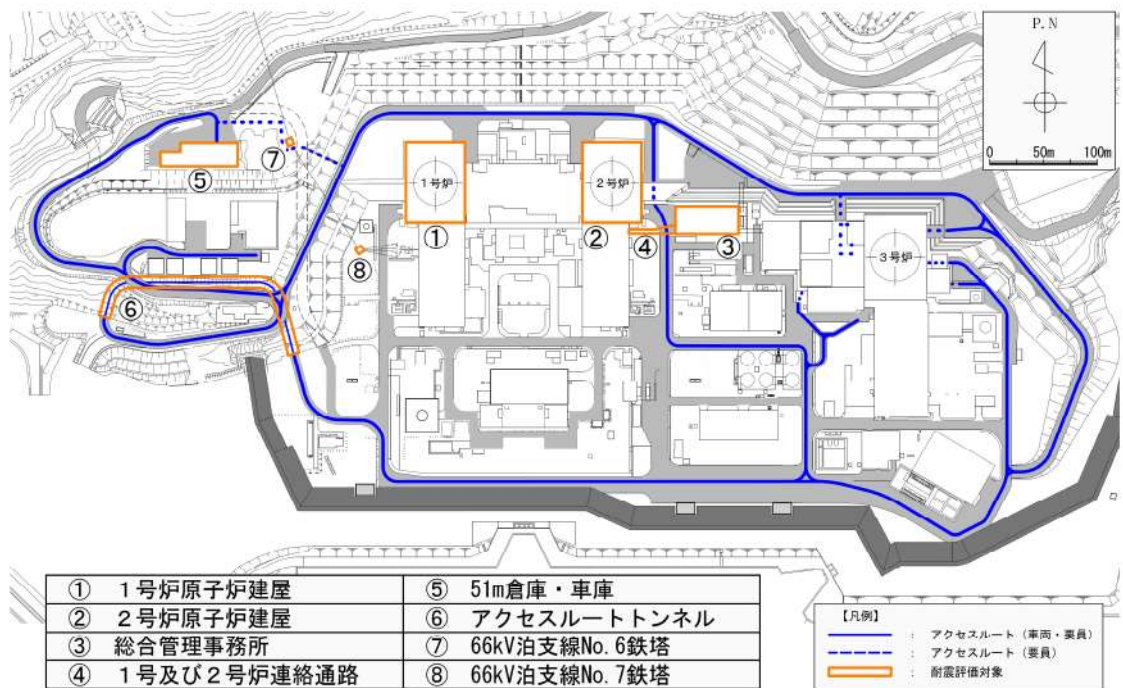 P.N
0 50m 100m
⑦
⑤
1号炉
2号炉
① ② ④ ③
⑧
3号炉
⑥
① 1号炉原子炉建屋 ⑤ 51m倉庫・車庫
② 2号炉原子炉建屋 ⑥ アクセスルートトンネル
③ 総合管理事務所 ⑦ 66kV泊支線No.6鉄塔
④ 1号及び2号炉連絡通路 ⑧ 66kV泊支線No.7鉄塔
【凡例】
: アクセスルート（車両・要員）
: アクセスルート（要員）
: 耐震評価対象